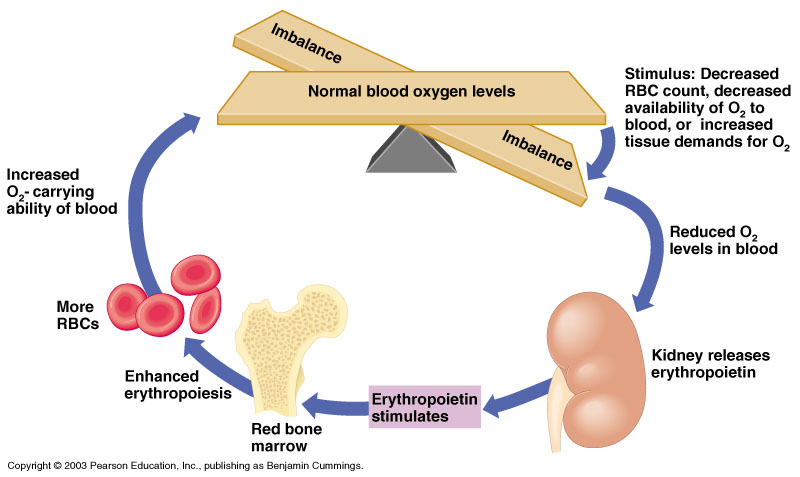 Imbalance
Normal blood oxygen levels
Imbalance
Stimulus: Decreased
RBC count, decreased
availability of O₂ to
blood, or increased
tissue demands for O₂
Reduced O₂
levels in blood
Kidney releases
erythropoietin
Erythropoietin
stimulates
Red bone
marrow
Enhanced
erythropoiesis
More
RBCs
Increased
O₂- carrying
ability of blood
Copyright © 2003 Pearson Education, Inc., publishing as Benjamin Cummings.